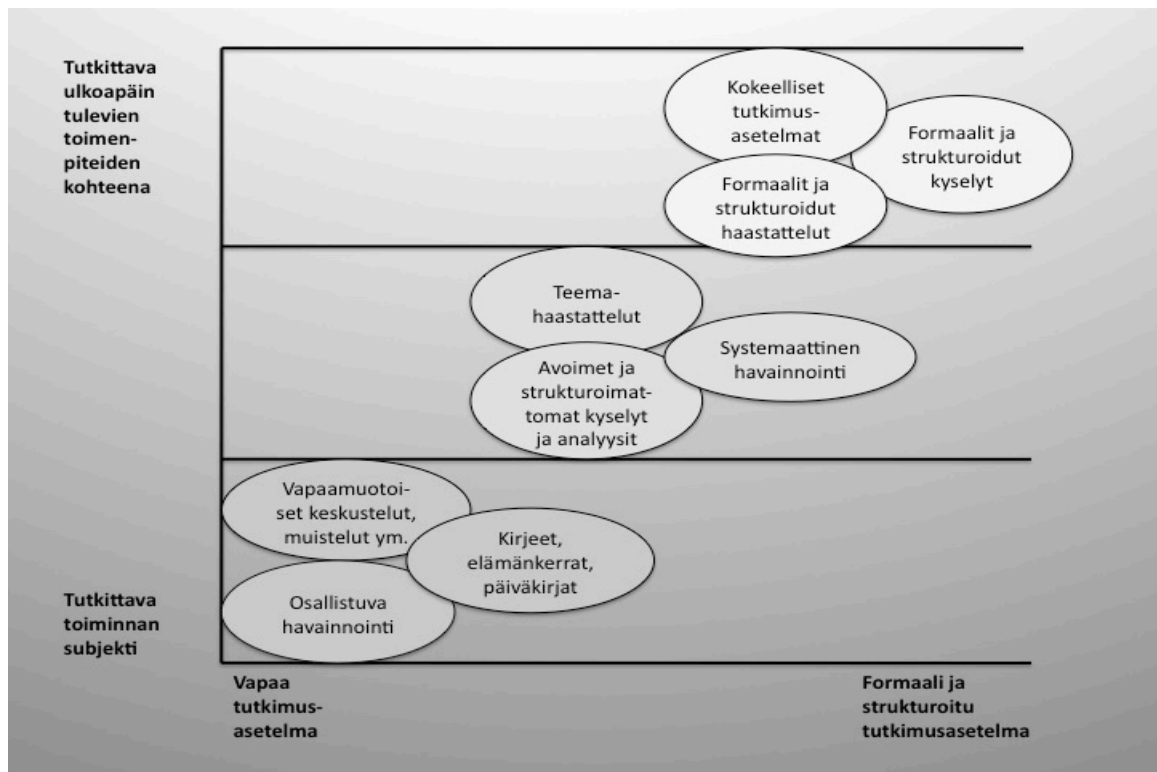 Tutkittava
ulkoapäin
tulevien
toimen-
piteiden
kohteena
Kokeelliset
tutkimus-
asetelmat
Formaalit ja
strukturoidut
kyselyt
Formaalit ja
strukturoidut
haastattelut
Teema-
haastattelut
Systemaattinen
havainnointi
Avoimet ja
strukturoimat-
tomat kyselyt
ja analyysit
Vapaamuotoi-
set keskustelut,
muistelut ym.
Kirjeet,
elämänkerrat,
päiväkirjat
Osallistuva
havainnointi
Tutkittava
toiminnan
subjekti
Vapaa
tutkimus-
asetelma
Formaali ja
strukturoitu
tutkimusasetelma